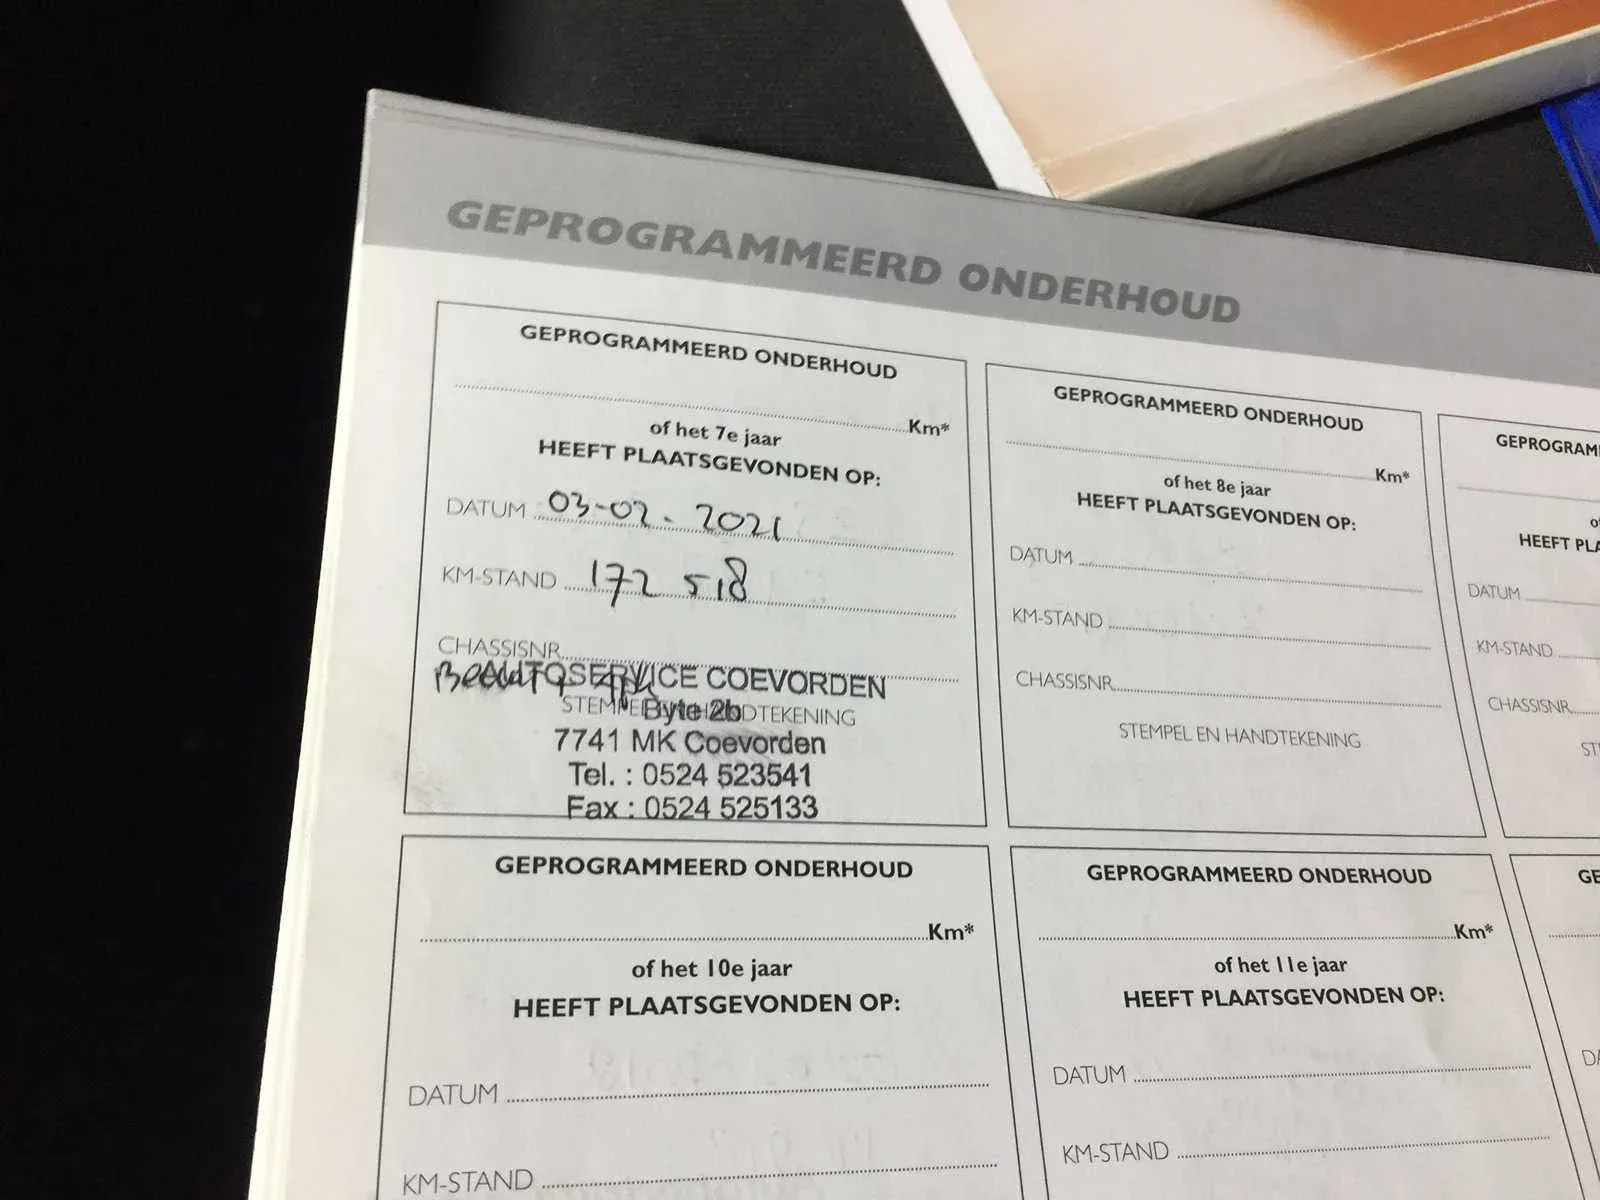 GEPROGRAMMEERD ONDERHOUD
GEPROGRAMMEERD ONDERHOUD
Km*
of het 7e jaar
HEEFT PLAATSGEVONDEN OP:
DATUM 03-02-2021
KM-STAND 172 518
CHASSISNR
AUTOSERVICE COEVORDEN
STEMPEL EN HANDTEKENING
Byte 2b
7741 MK Coevorden
Tel. : 0524 523541
Fax : 0524 525133
GEPROGRAMMEERD ONDERHOUD
Km*
of het 8e jaar
HEEFT PLAATSGEVONDEN OP:
DATUM
KM-STAND
CHASSISNR
STEMPEL EN HANDTEKENING
GEPROGRAM
HEEFT PLA
DATUM
KM-STAND
CHASSISNR
ST
GEPROGRAMMEERD ONDERHOUD
Km*
of het 10e jaar
HEEFT PLAATSGEVONDEN OP:
DATUM
KM-STAND
GEPROGRAMMEERD ONDERHOUD
Km*
of het 11e jaar
HEEFT PLAATSGEVONDEN OP:
DATUM
KM-STAND
GE
DA